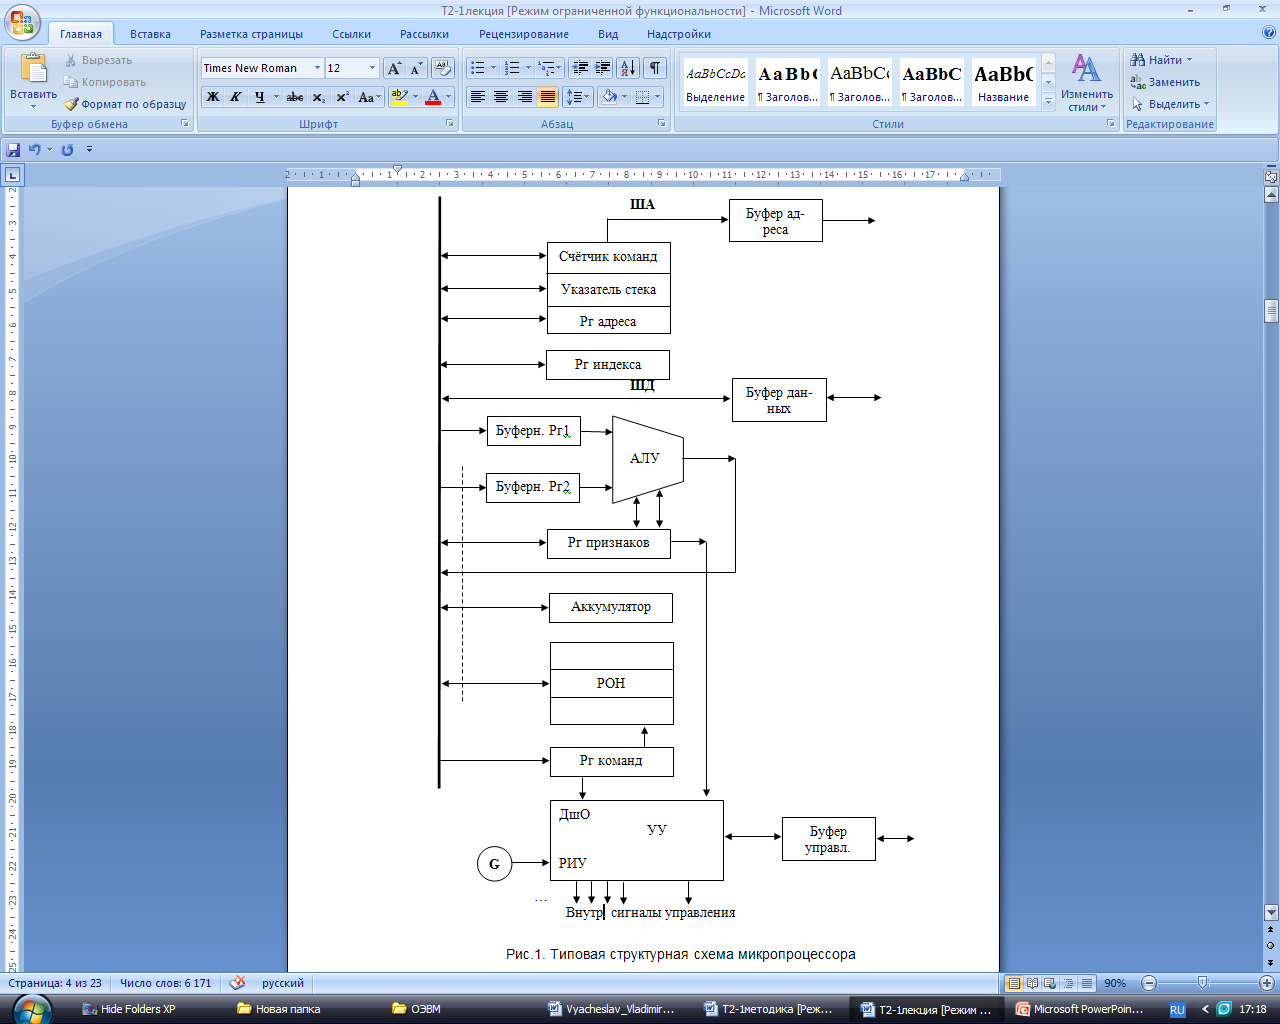 Т2-1лекция [Режим ограниченной функциональности] - Microsoft Word
Главная Вставка Разметка страницы Ссылки Рассылки Рецензирование Вид Надстройки
Вставить
Вырезать
Копировать
Формат по образцу
Буфер обмена
Times New Roman 12
Ж К Ч abc x₂ x² Aa
Шрифт
Абзац
AaBbCcDc
Выделение
AaBbC
¶ Заголов...
AaBbCc
¶ Заголов...
AaBbC
¶ Заголов...
AaBbC
Название
Изменить
стили
Стили
Найти
Заменить
Выделить
Редактирование
ША
Буфер ад-
реса
Счётчик команд
Указатель стека
Рг адреса
Рг индекса
ШД
Буфер дан-
ных
Буферн. Рг1
АЛУ
Буферн. Рг2
Рг признаков
Аккумулятор
РОН
Рг команд
ДшО
УУ
Буфер
управл.
G
РИУ
...
Внутр сигналы управления
Рис.1. Типовая структурная схема микропроцессора
Страница: 4 из 23 Число слов: 6 171 русский 90%
Hide Folders XP Новая папка ОЭВМ Vyacheslav_Vladimir... Т2-1методика [Реж... Т2-1лекция [Режим ... Microsoft PowerPoin... RU 17:18